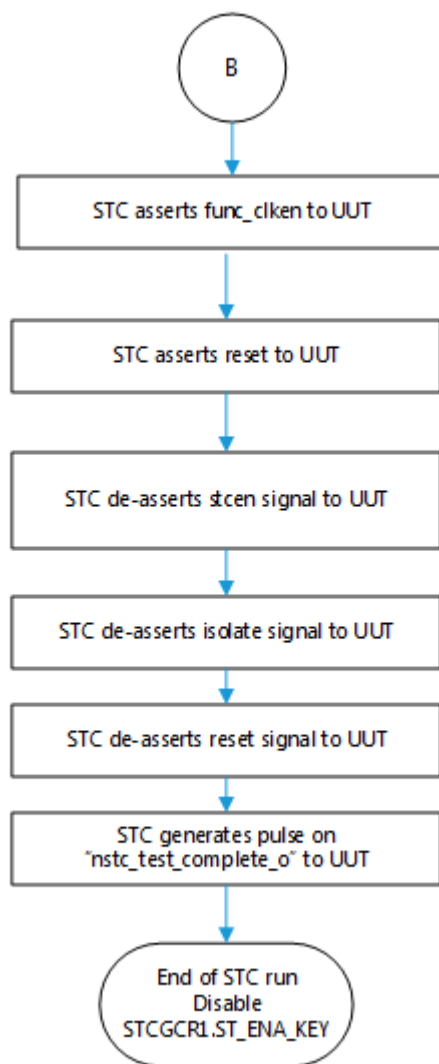 B
STC asserts func_clken to UUT
STC asserts reset to UUT
STC de-asserts stcen signal to UUT
STC de-asserts isolate signal to UUT
STC de-asserts reset signal to UUT
STC generates pulse on
"nstc_test_complete_o" to UUT
End of STC run
Disable
STCGCR1.ST_ENA_KEY